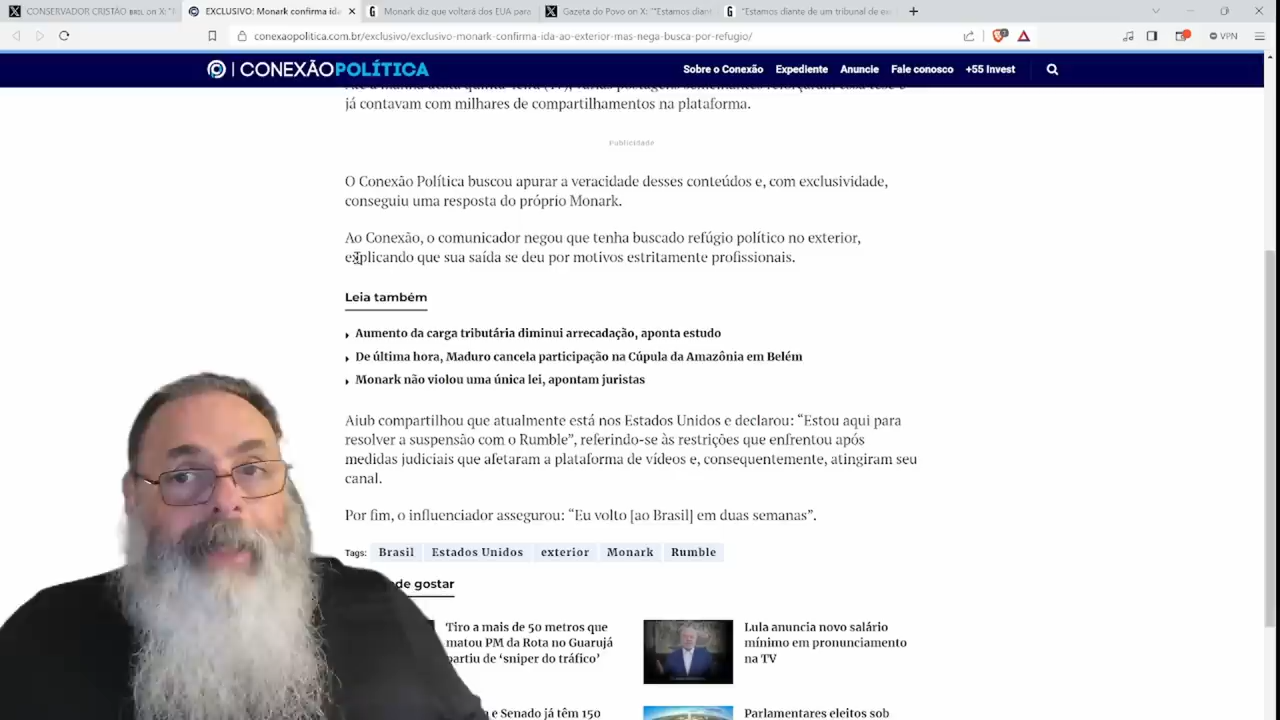 CONSERVADOR CRISTÃO
on X: "
EXCLUSIVO: Monark confirma ida
Monark diz que voltará dos EUA para
Gazeta do Povo on X: "“Estamos diant
“Estamos diante de um tribunal de ex
conexaopolitica.com.br/exclusivo/exclusivo-monark-confirma-ida-ao-exterior-mas-nega-busca-por-refugio/
VPN
CONEXÃOPOLÍTICA
Sobre o Conexão
Expediente
Anuncie
Fale conosco
+55 Invest
já contavam com milhares de compartilhamentos na plataforma.
Publicidade
O Conexão Política buscou apurar a veracidade desses conteúdos e, com exclusividade,
conseguiu uma resposta do próprio Monark.
Ao Conexão, o comunicador negou que tenha buscado refúgio político no exterior,
explicando que sua saída se deu por motivos estritamente profissionais.
Leia também
Aumento da carga tributária diminui arrecadação, aponta estudo
De última hora, Maduro cancela participação na Cúpula da Amazônia em Belém
Monark não violou uma única lei, apontam juristas
Aiub compartilhou que atualmente está nos Estados Unidos e declarou: “Estou aqui para
resolver a suspensão com o Rumble”, referindo-se às restrições que enfrentou após
medidas judiciais que afetaram a plataforma de vídeos e, consequentemente, atingiram seu
canal.
Por fim, o influenciador assegurou: “Eu volto [ao Brasil] em duas semanas”.
Tags: Brasil Estados Unidos exterior Monark Rumble
de gostar
Tiro a mais de 50 metros que
matou PM da Rota no Guarujá
partiu de ‘sniper do tráfico’
Lula anuncia novo salário
mínimo em pronunciamento
na TV
e Senado já têm 150
Parlamentares eleitos sob